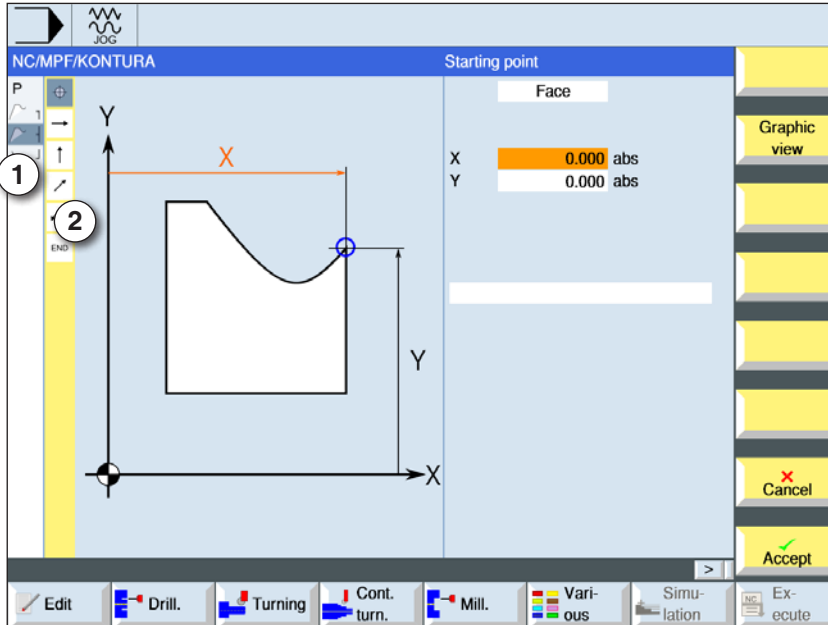 JOG
NC/MPF/KONTURA
Starting point
P
Face
Graphic
view
X 0.000 abs
Y 0.000 abs
1
2
END
Y
X
Y
X
Cancel
Accept
>
Edit
Drill.
Turning
Cont.
turn.
Mill.
Vari-
ous
Simu-
lation
NC
Ex-
ecute